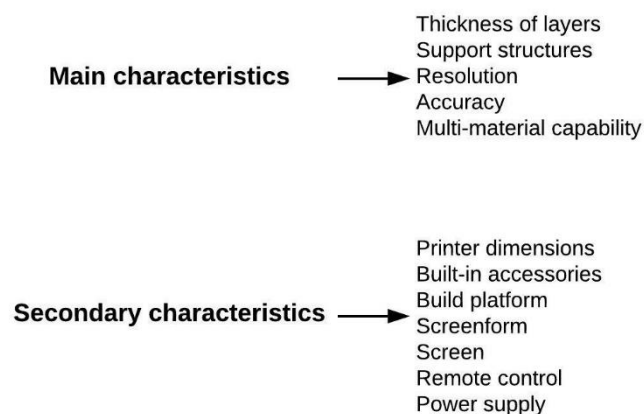 Main characteristics
Thickness of layers
Support structures
Resolution
Accuracy
Multi-material capability
Secondary characteristics
Printer dimensions
Built-in accessories
Build platform
Screenform
Screen
Remote control
Power supply